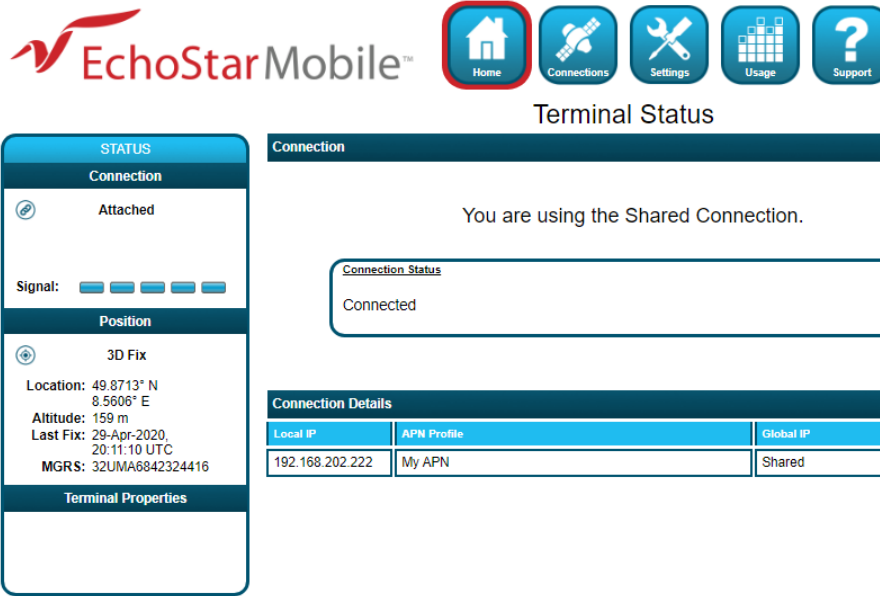 EchoStar Mobile™
Home
Connections
Settings
Usage
Support
Terminal Status
STATUS
Connection
Attached
Signal:
Position
3D Fix
Location: 49.8713° N
8.5606° E
Altitude: 159 m
Last Fix: 29-Apr-2020,
20:11:10 UTC
MGRS: 32UMA6842324416
Terminal Properties
Connection
You are using the Shared Connection.
Connection Status
Connected
Connection Details
Local IP APN Profile Global IP
192.168.202.222 My APN Shared